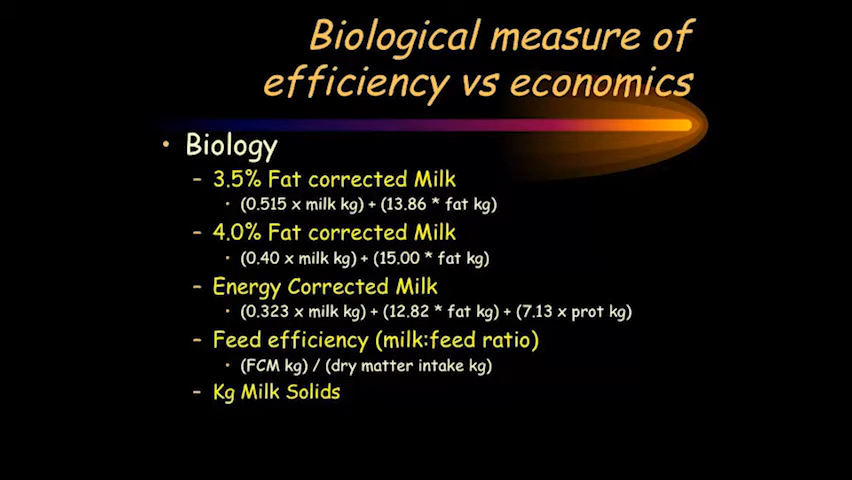 Biological measure of
efficiency vs economics
• Biology
– 3.5% Fat corrected Milk
• (0.515 x milk kg) + (13.86 * fat kg)
– 4.0% Fat corrected Milk
• (0.40 x milk kg) + (15.00 * fat kg)
– Energy Corrected Milk
• (0.323 x milk kg) + (12.82 * fat kg) + (7.13 x prot kg)
– Feed efficiency (milk:feed ratio)
• (FCM kg) / (dry matter intake kg)
– Kg Milk Solids